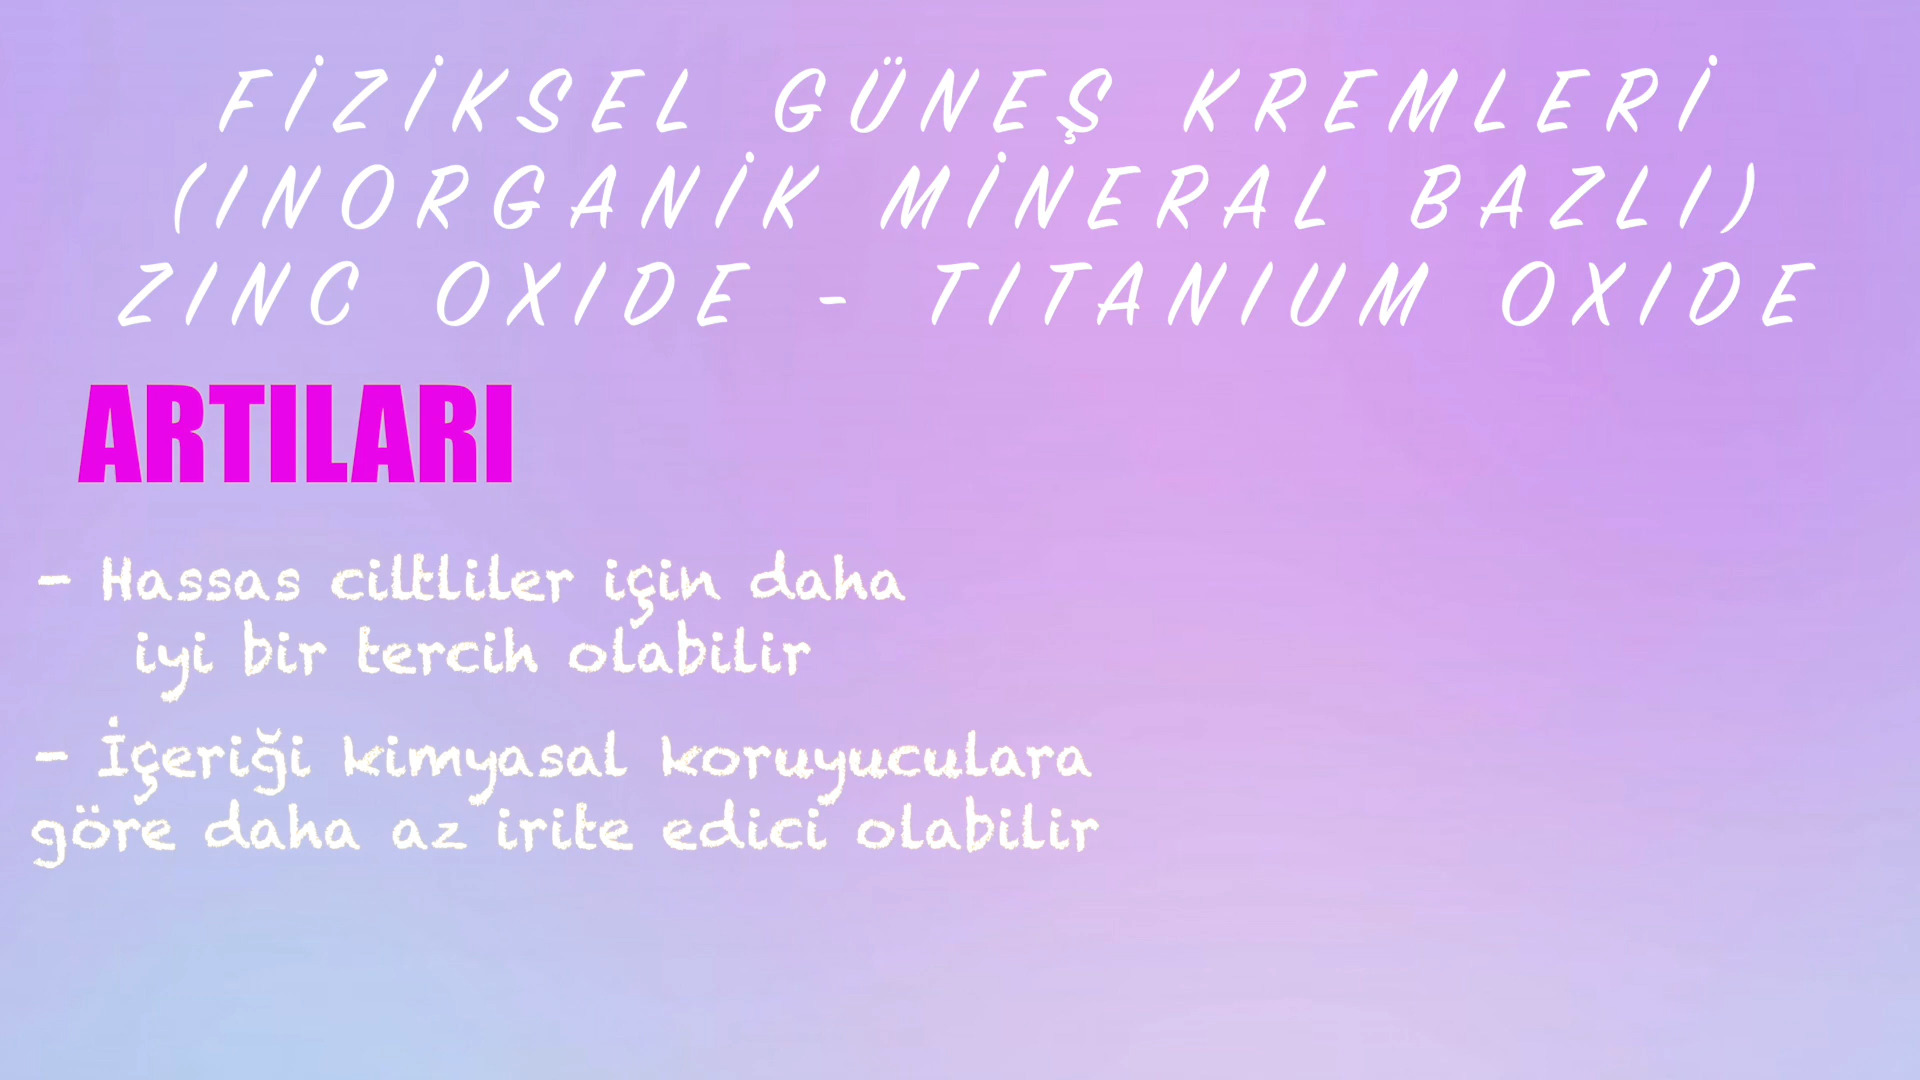 FİZİKSEL GÜNEŞ KREMLERİ
(INORGANİK MİNERAL BAZLI)
ZINC OXIDE - TITANIUM OXIDE
ARTILARI
- Hassas ciltliler için daha
iyi bir tercih olabilir
- İçeriği kimyasal koruyuculara
göre daha az irite edici olabilir